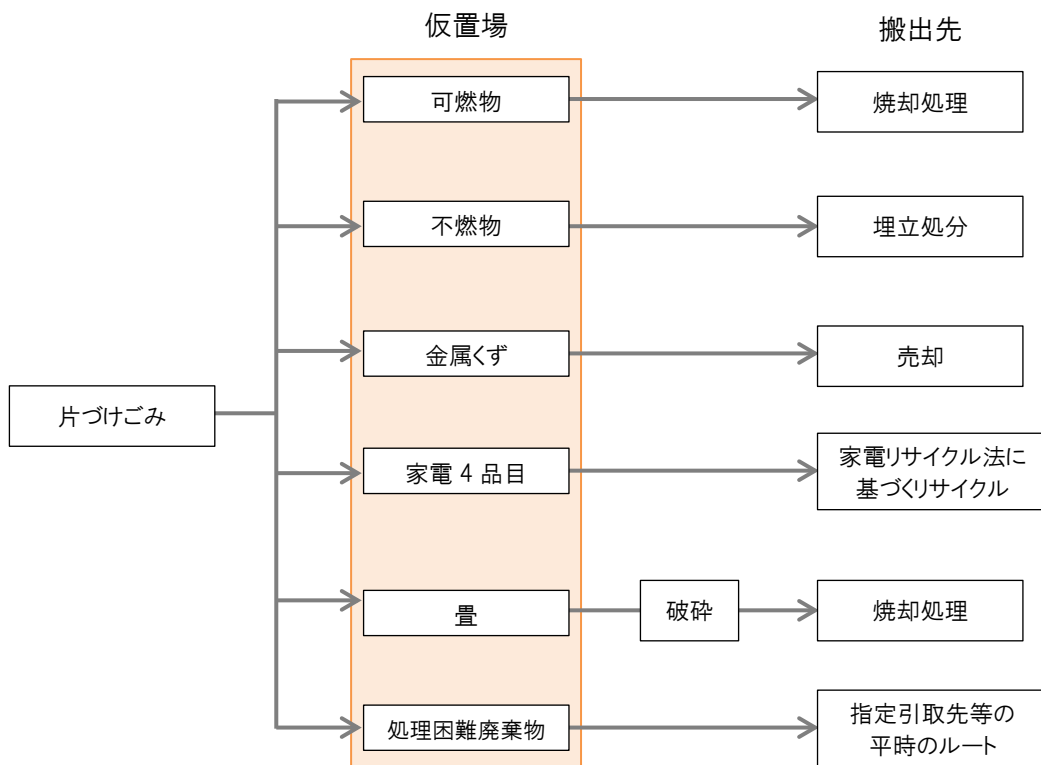 仮置場
搬出先
可燃物
焼却処理
不燃物
埋立処分
金属くず
売却
片づけごみ
家電 4 品目
家電リサイクル法に
基づくリサイクル
畳
破砕
焼却処理
処理困難廃棄物
指定引取先等の
平時のルート